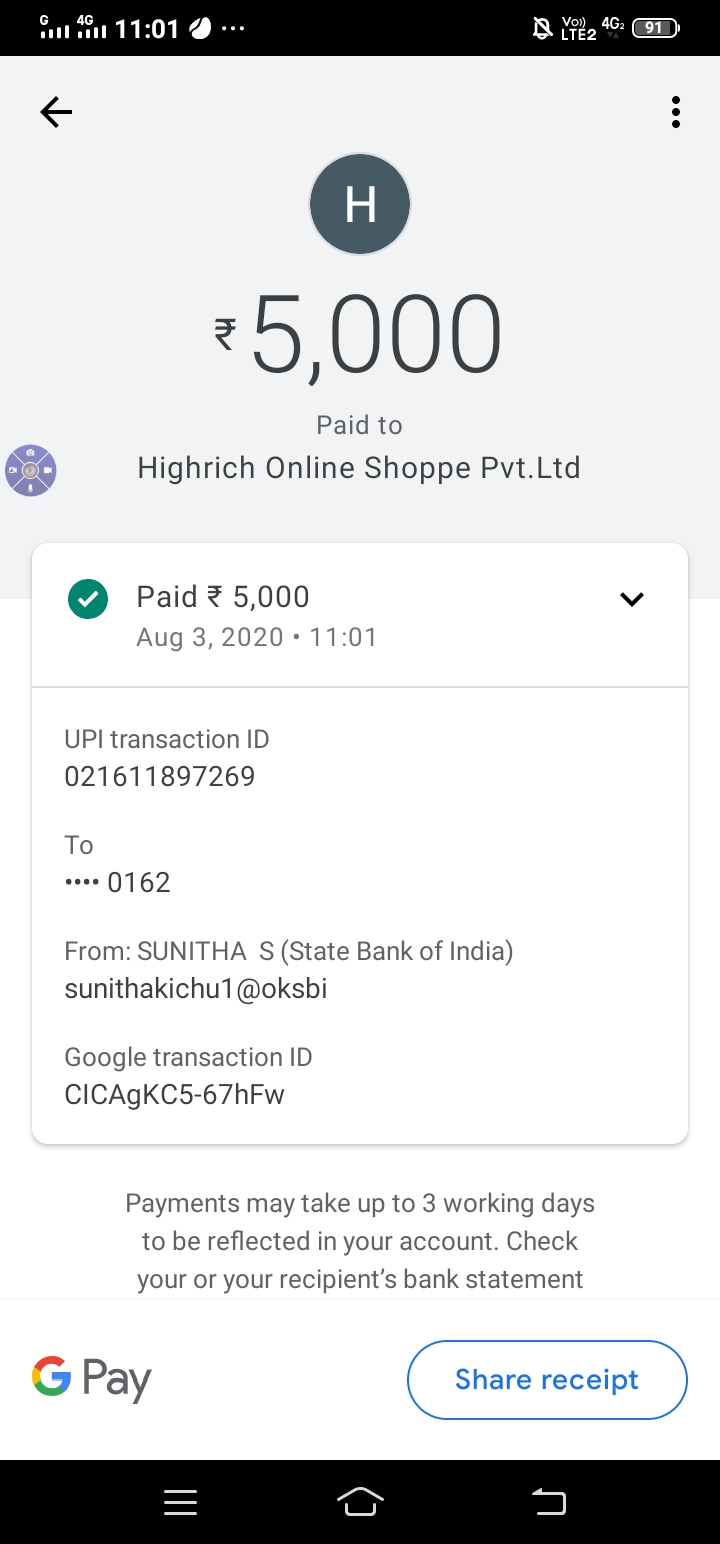 G 4G 11:01 ...
Vo)) LTE2 4G2 91
H
₹5,000
Paid to
Highrich Online Shoppe Pvt.Ltd
Paid ₹ 5,000
Aug 3, 2020 • 11:01
UPI transaction ID
021611897269
To
•••• 0162
From: SUNITHA  S (State Bank of India)
sunithakichu1@oksbi
Google transaction ID
CICAgKC5-67hFw
Payments may take up to 3 working days
to be reflected in your account. Check
your or your recipient’s bank statement
G Pay
Share receipt